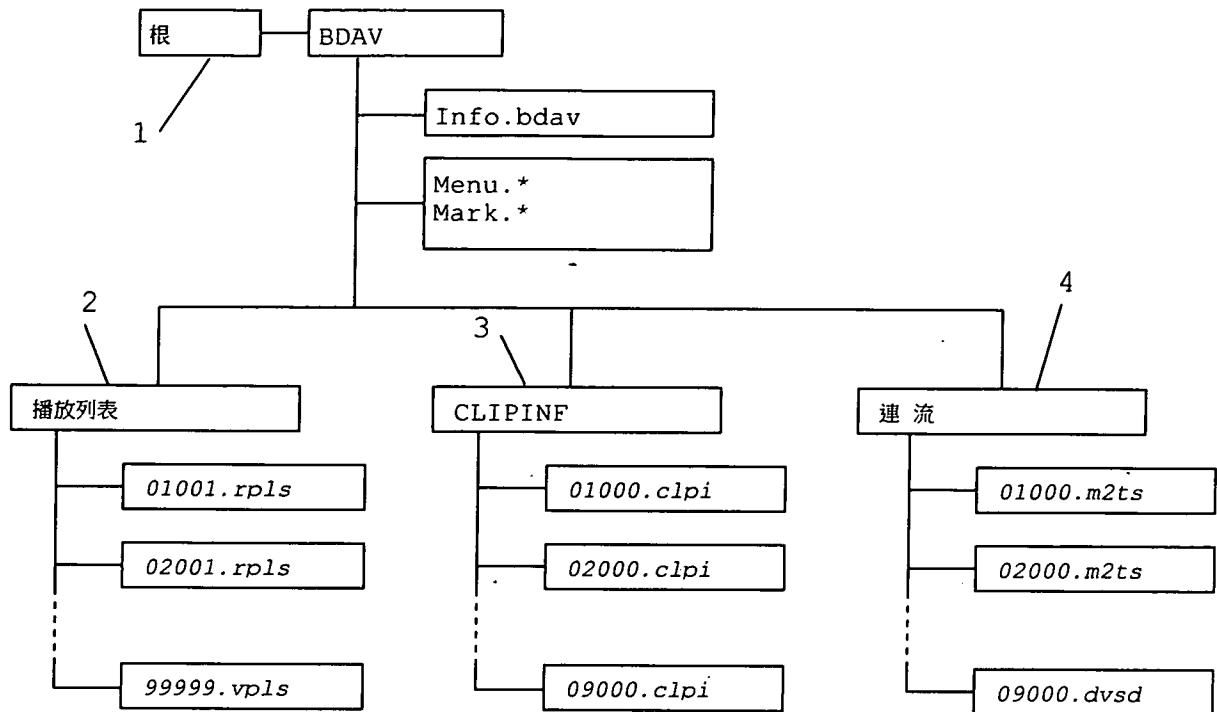 根
BDAV
1
Info.bdav
Menu.*
Mark.*
2
3
4
播放列表
CLIPINF
連 流
01001.rpls
01000.clpi
01000.m2ts
02001.rpls
02000.clpi
02000.m2ts
99999.vpls
09000.clpi
09000.dvsd